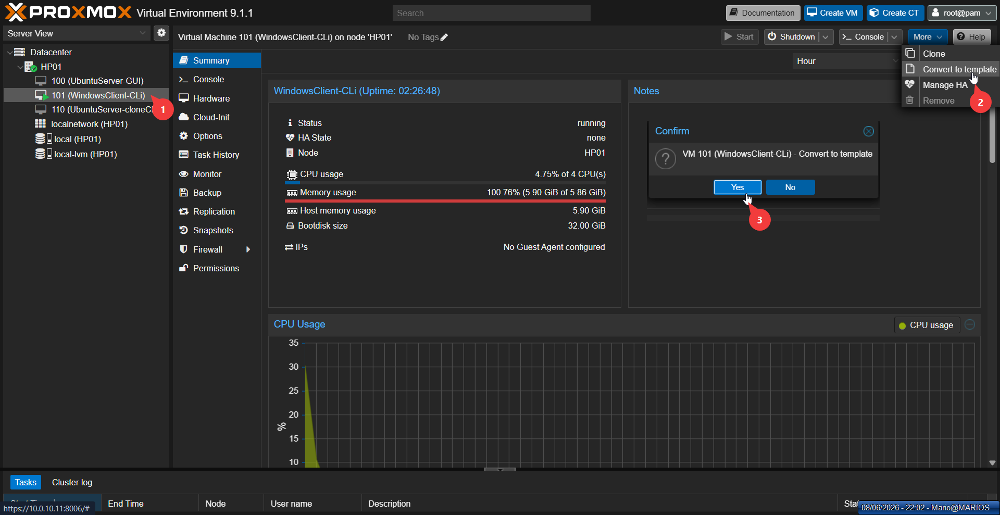 PROXMOX Virtual Environment 9.1.1
Search
Documentation
Create VM
Create CT
root@pam
Server View
Virtual Machine 101 (WindowsClient-CLi) on node 'HP01'
No Tags
Start
Shutdown
Console
More
Help
Datacenter
HP01
100 (UbuntuServer-GUI)
101 (WindowsClient-CLi)
110 (UbuntuServer-cloneC
localnetwork (HP01)
local (HP01)
local-lvm (HP01)
1
Summary
Console
Hardware
Cloud-Init
Options
Task History
Monitor
Backup
Replication
Snapshots
Firewall
Permissions
Hour
Clone
Convert to template
Manage HA
Remove
2
WindowsClient-CLi (Uptime: 02:26:48)
Status running
HA State none
Node HP01
CPU usage 4.75% of 4 CPU(s)
Memory usage 100.76% (5.90 GiB of 5.86 GiB)
Host memory usage 5.90 GiB
Bootdisk size 32.00 GiB
IPs No Guest Agent configured
Notes
Confirm
VM 101 (WindowsClient-CLi) - Convert to template
Yes
No
3
CPU Usage
CPU usage
35
30
25
20
15
10
%
Tasks
Cluster log
End Time
Node
User name
Description
https://10.0.10.11:8006/#
08/06/2026 - 22:02 - Mario@MARIOS